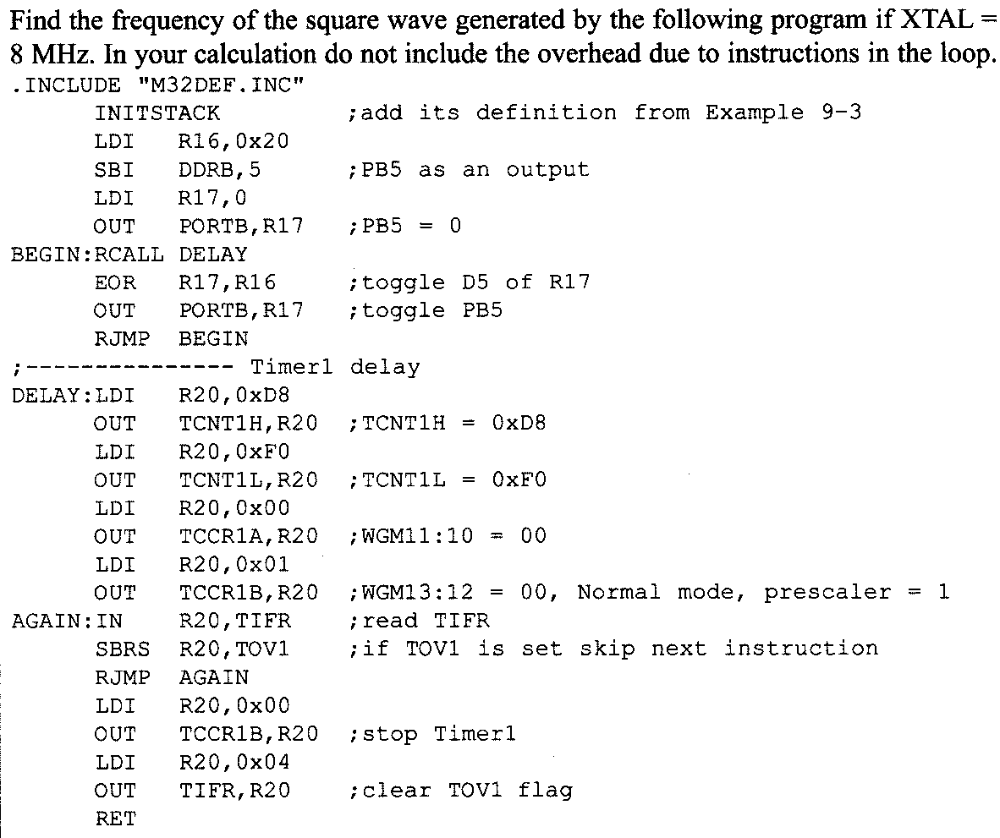 Find the frequency of the square wave generated by the following program if XTAL =
8 MHz. In your calculation do not include the overhead due to instructions in the loop.
.INCLUDE "M32DEF.INC"
INITSTACK ;add its definition from Example 9-3
LDI R16,0x20
SBI DDRB,5 ;PB5 as an output
LDI R17,0
OUT PORTB,R17 ;PB5 = 0
BEGIN:RCALL DELAY
EOR R17,R16 ;toggle D5 of R17
OUT PORTB,R17 ;toggle PB5
RJMP BEGIN
;--------------- Timer1 delay
DELAY:LDI R20,0xD8
OUT TCNT1H,R20 ;TCNT1H = 0xD8
LDI R20,0xF0
OUT TCNT1L,R20 ;TCNT1L = 0xF0
LDI R20,0x00
OUT TCCR1A,R20 ;WGM11:10 = 00
LDI R20,0x01
OUT TCCR1B,R20 ;WGM13:12 = 00, Normal mode, prescaler = 1
AGAIN:IN R20,TIFR ;read TIFR
SBRS R20,TOV1 ;if TOV1 is set skip next instruction
RJMP AGAIN
LDI R20,0x00
OUT TCCR1B,R20 ;stop Timer1
LDI R20,0x04
OUT TIFR,R20 ;clear TOV1 flag
RET